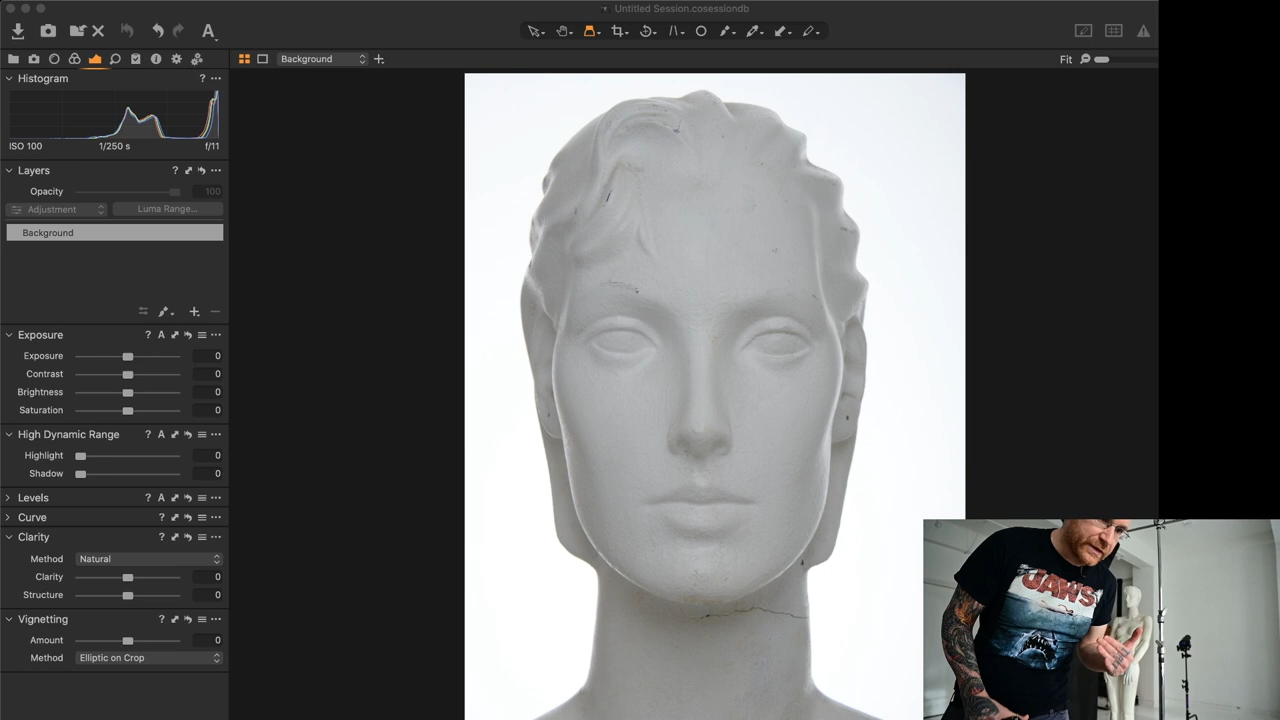 Untitled Session.cosessiondb
A
Background
Fit
Histogram
ISO 100 1/250 s f/11
Layers
Opacity 100
Adjustment Luma Range...
Background
Exposure
Exposure 0
Contrast 0
Brightness 0
Saturation 0
High Dynamic Range
Highlight 0
Shadow 0
Levels
Curve
Clarity
Method Natural
Clarity 0
Structure 0
Vignetting
Amount 0
Method Elliptic on Crop
JAWS